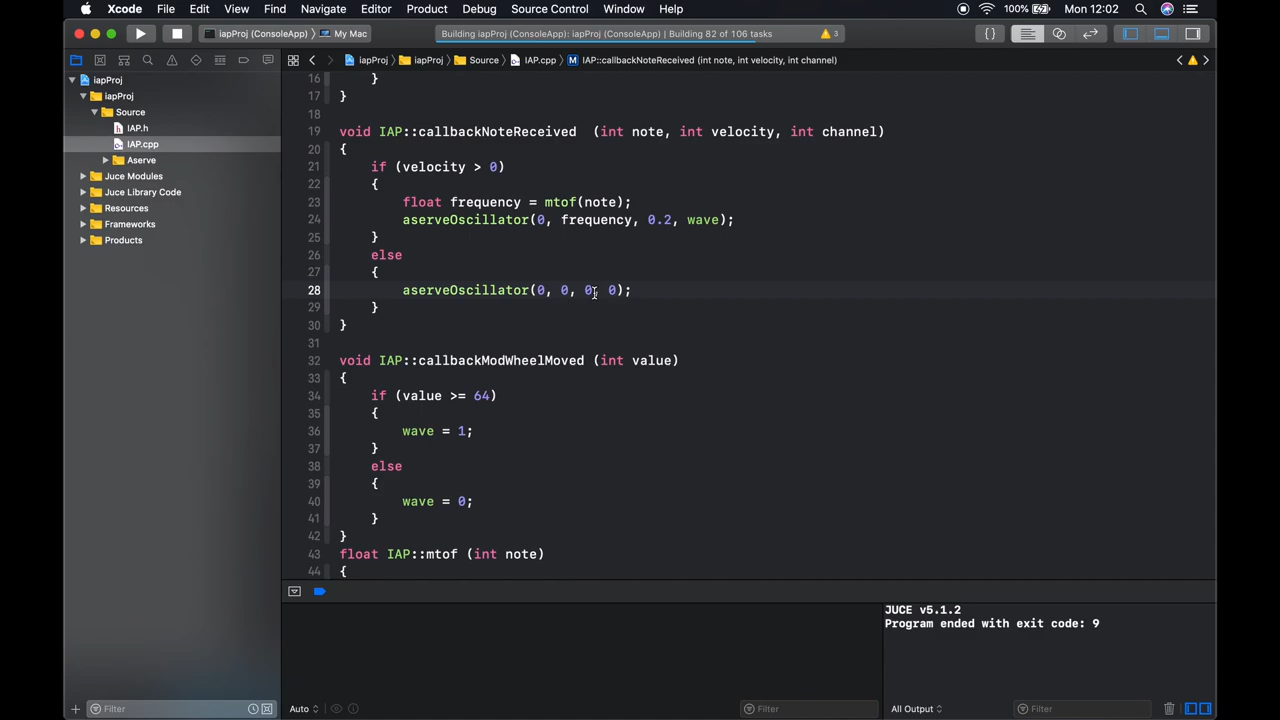 Xcode File Edit View Find Navigate Editor Product Debug Source Control Window Help 100% Mon 12:02
iapProj (ConsoleApp) My Mac Building iapProj (ConsoleApp): iapProj (ConsoleApp) | Building 82 of 106 tasks 3
iapProj iapProj Source IAP.cpp M IAP::callbackNoteReceived (int note, int velocity, int channel)
iapProj
iapProj
Source
IAP.h
IAP.cpp
Aserve
Juce Modules
Juce Library Code
Resources
Frameworks
Products
16 }
17 }
18
19 void IAP::callbackNoteReceived  (int note, int velocity, int channel)
20 {
21     if (velocity > 0)
22     {
23         float frequency = mtof(note);
24         aserveOscillator(0, frequency, 0.2, wave);
25     }
26     else
27     {
28         aserveOscillator(0, 0, 0, 0);
29     }
30 }
31
32 void IAP::callbackModWheelMoved (int value)
33 {
34     if (value >= 64)
35     {
36         wave = 1;
37     }
38     else
39     {
40         wave = 0;
41     }
42 }
43 float IAP::mtof (int note)
44 {
JUCE v5.1.2
Program ended with exit code: 9
Filter Auto Filter All Output Filter